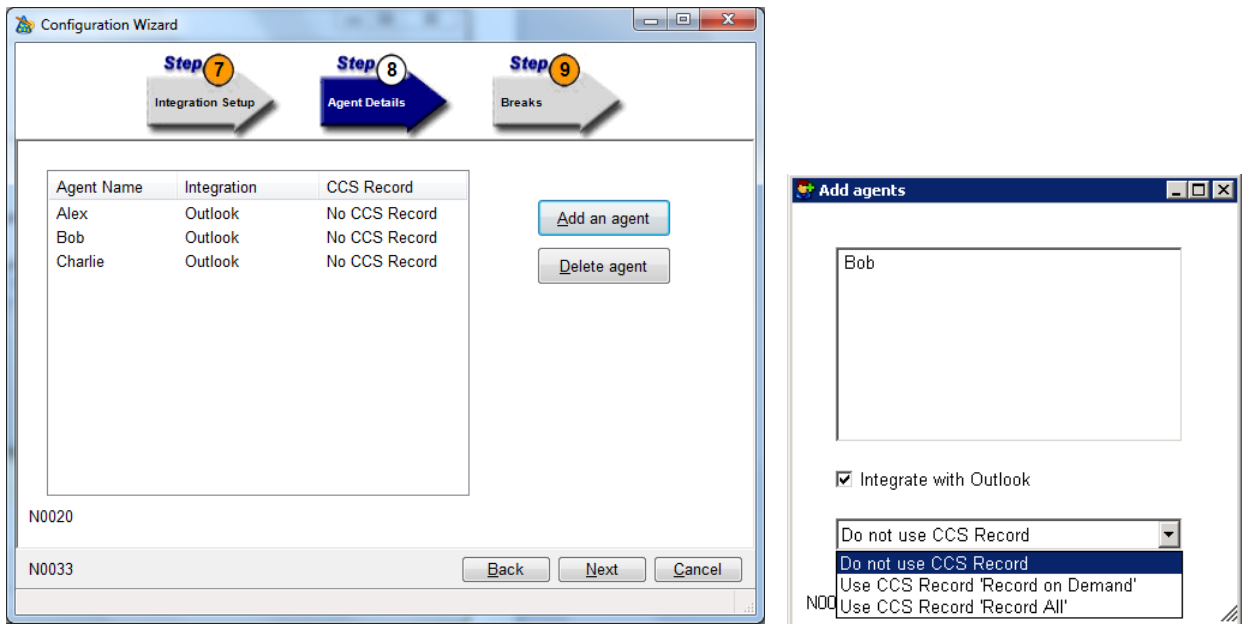 Configuration Wizard
Step 7 Step 8 Step 9
Integration Setup Agent Details Breaks
Agent Name Integration CCS Record
Alex Outlook No CCS Record
Bob Outlook No CCS Record
Charlie Outlook No CCS Record
Add an agent
Delete agent
N0020
N0033
Back Next Cancel
Add agents
Bob
Integrate with Outlook
Do not use CCS Record
Do not use CCS Record
Use CCS Record 'Record on Demand'
Use CCS Record 'Record All'